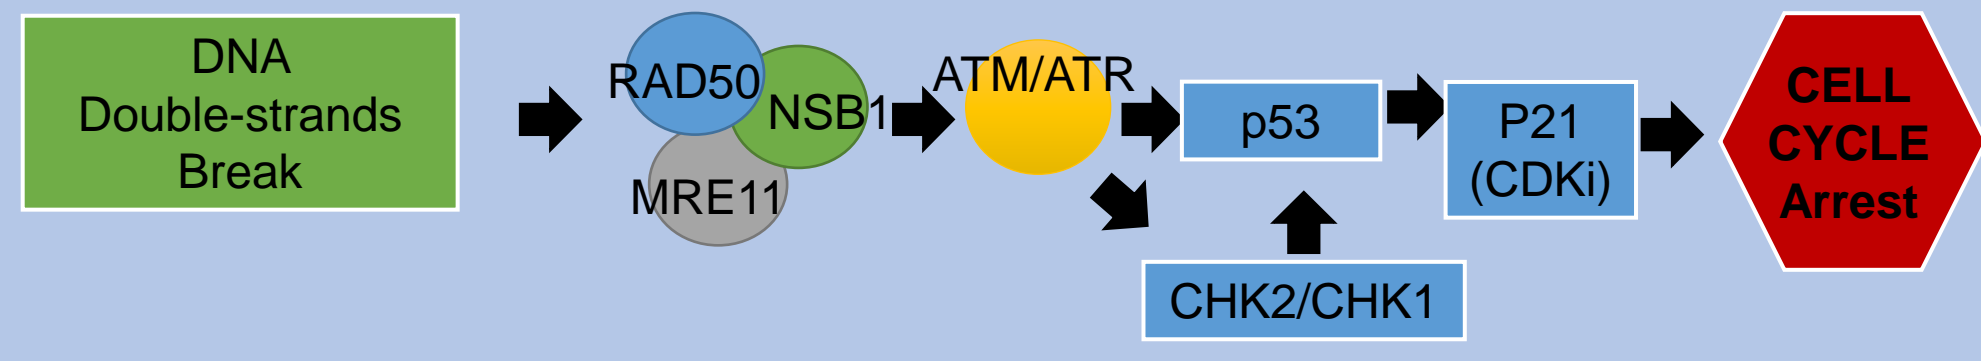 DNA
Double-strands
Break
RAD50
NSB1
MRE11
ATM/ATR
p53
CHK2/CHK1
P21
(CDKi)
CELL
CYCLE
Arrest